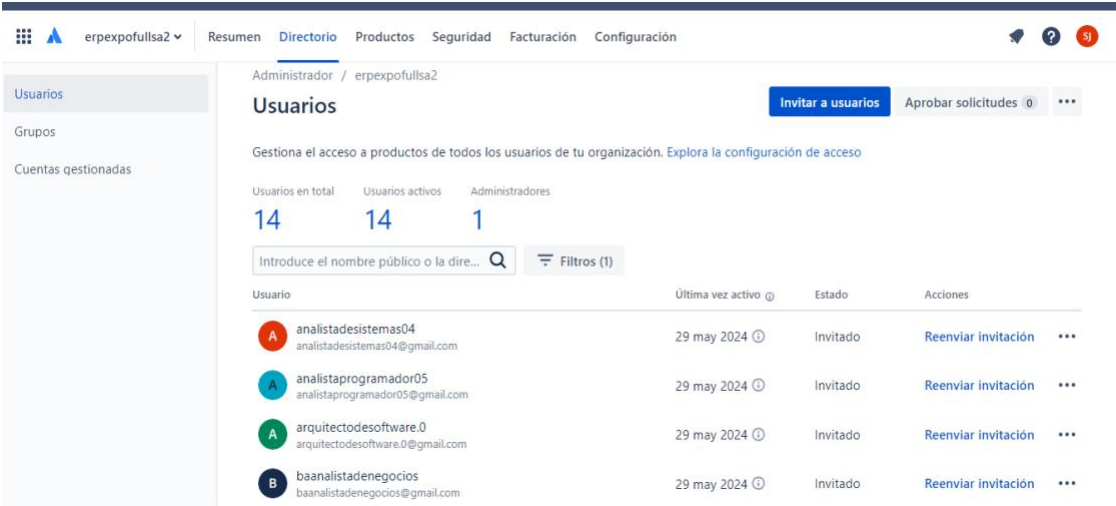 erpexpofullsa2 Resumen Directorio Productos Seguridad Facturación Configuración SJ
Usuarios
Grupos
Cuentas gestionadas
Administrador / erpexpofullsa2
Usuarios Invitar a usuarios Aprobar solicitudes 0
Gestiona el acceso a productos de todos los usuarios de tu organización. Explora la configuración de acceso
Usuarios en total Usuarios activos Administradores
14 14 1
Introduce el nombre público o la dire... Filtros (1)
Usuario Última vez activo Estado Acciones
A analistadesistemas04 29 may 2024 Invitado Reenviar invitación
analistadesistemas04@gmail.com
A analistaprogramador05 29 may 2024 Invitado Reenviar invitación
analistaprogramador05@gmail.com
A arquitectodesoftware.0 29 may 2024 Invitado Reenviar invitación
arquitectodesoftware.0@gmail.com
B baanalistadenegocios 29 may 2024 Invitado Reenviar invitación
baanalistadenegocios@gmail.com